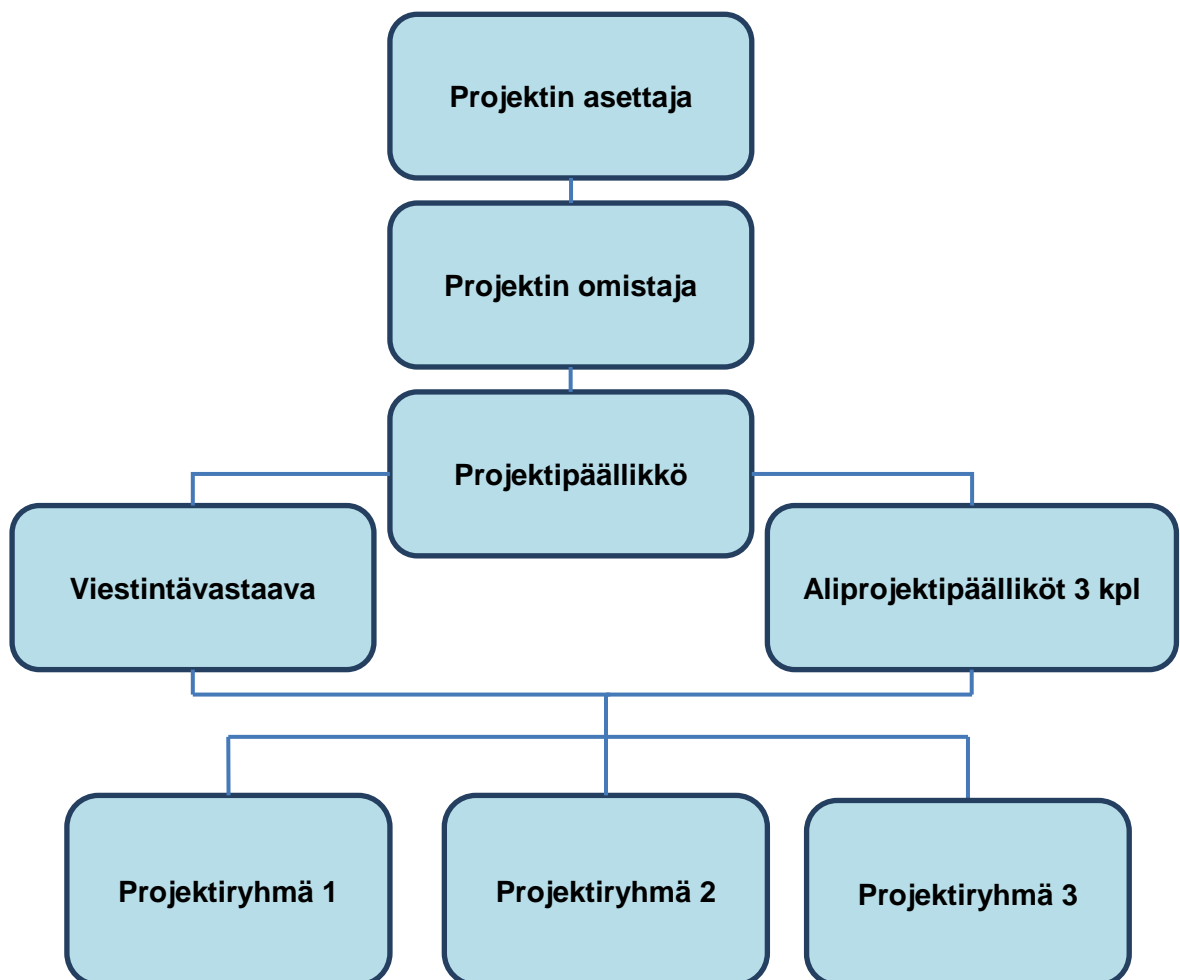 Projektin asettaja
Projektin omistaja
Projektipäällikkö
Viestintävastaava
Aliprojektipäälliköt 3 kpl
Projektiryhmä 1
Projektiryhmä 2
Projektiryhmä 3